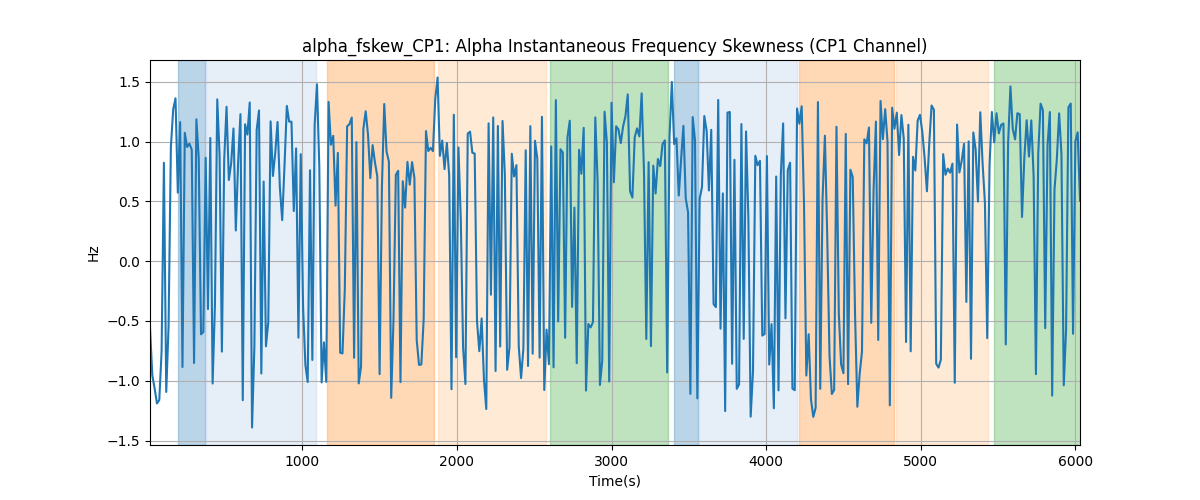 alpha_fskew_CP1: Alpha Instantaneous Frequency Skewness (CP1 Channel)
1.5
1.0
0.5
0.0
−0.5
−1.0
−1.5
Hz
1000 2000 3000 4000 5000 6000
Time(s)